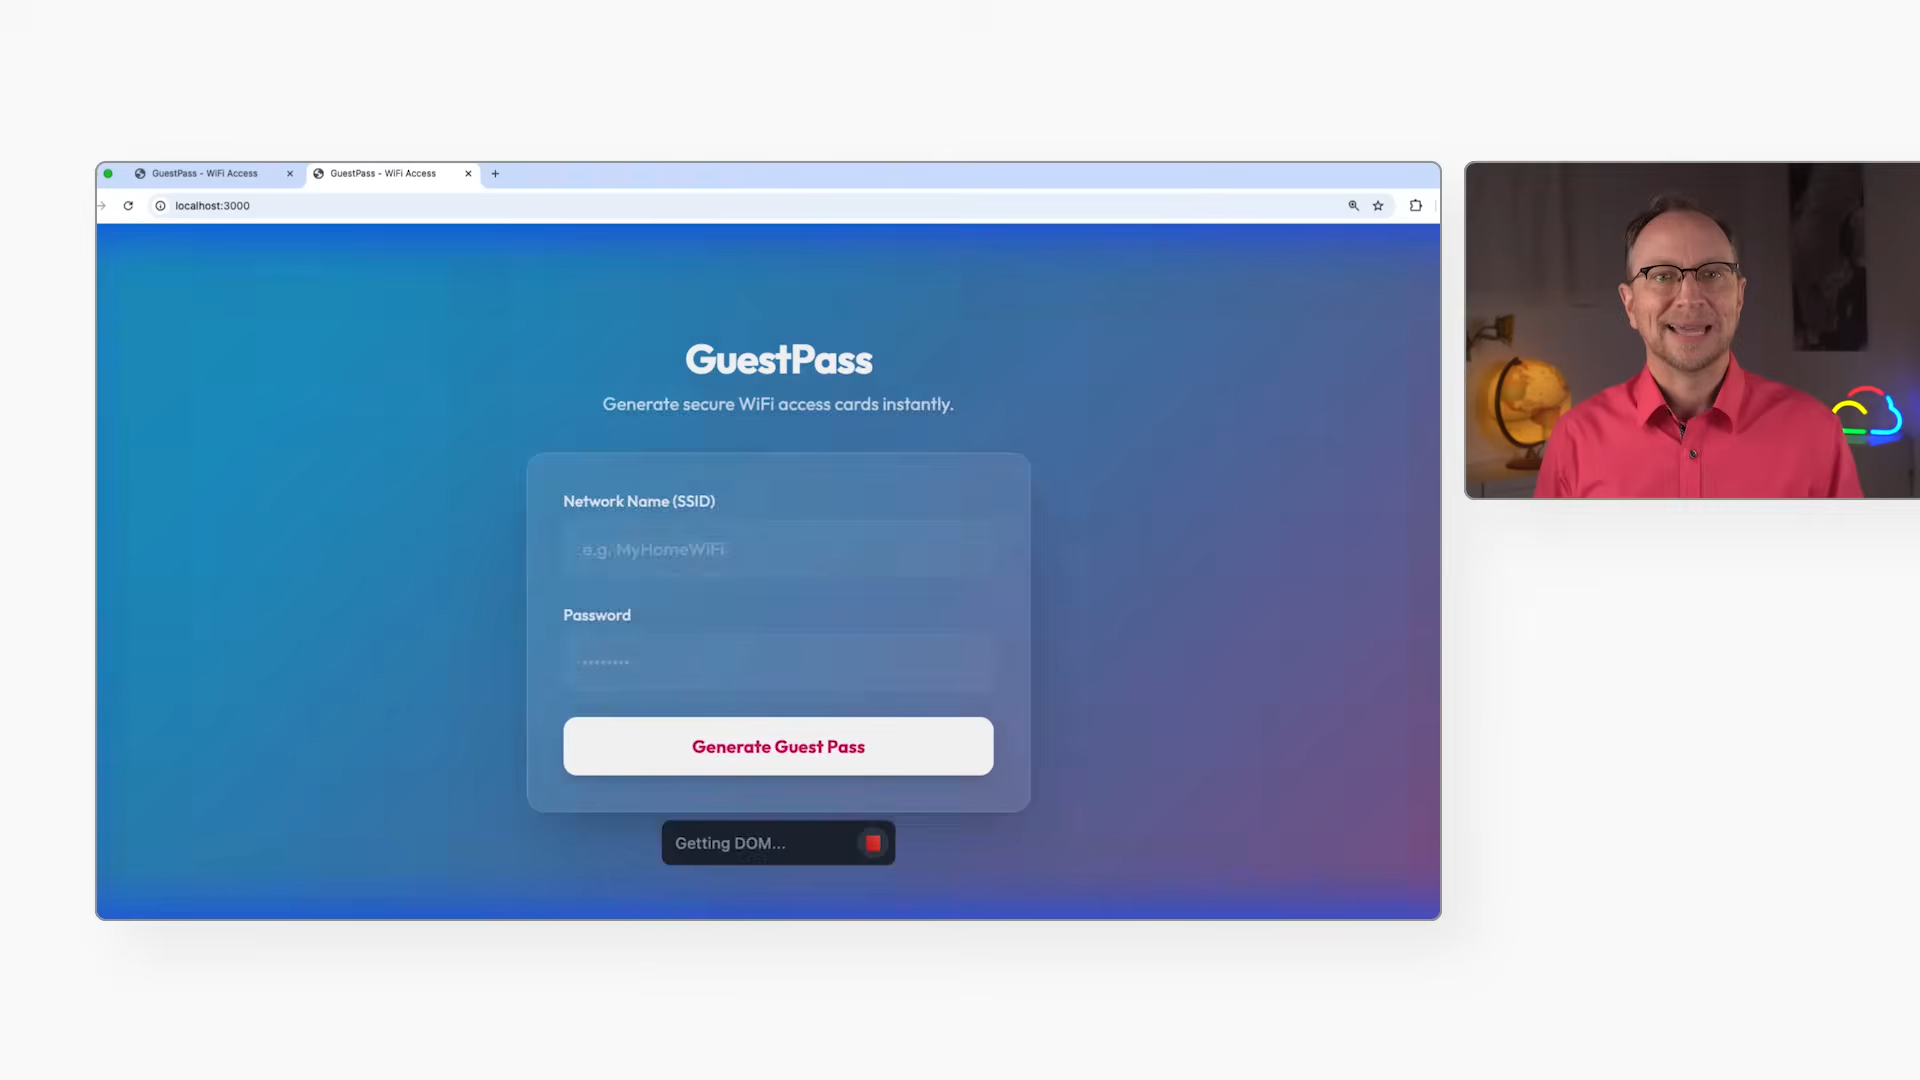 GuestPass - WiFi Access
GuestPass - WiFi Access
localhost:3000
GuestPass
Generate secure WiFi access cards instantly.
Network Name (SSID)
e.g. MyHomeWiFi
Password
••••••••
Generate Guest Pass
Getting DOM...